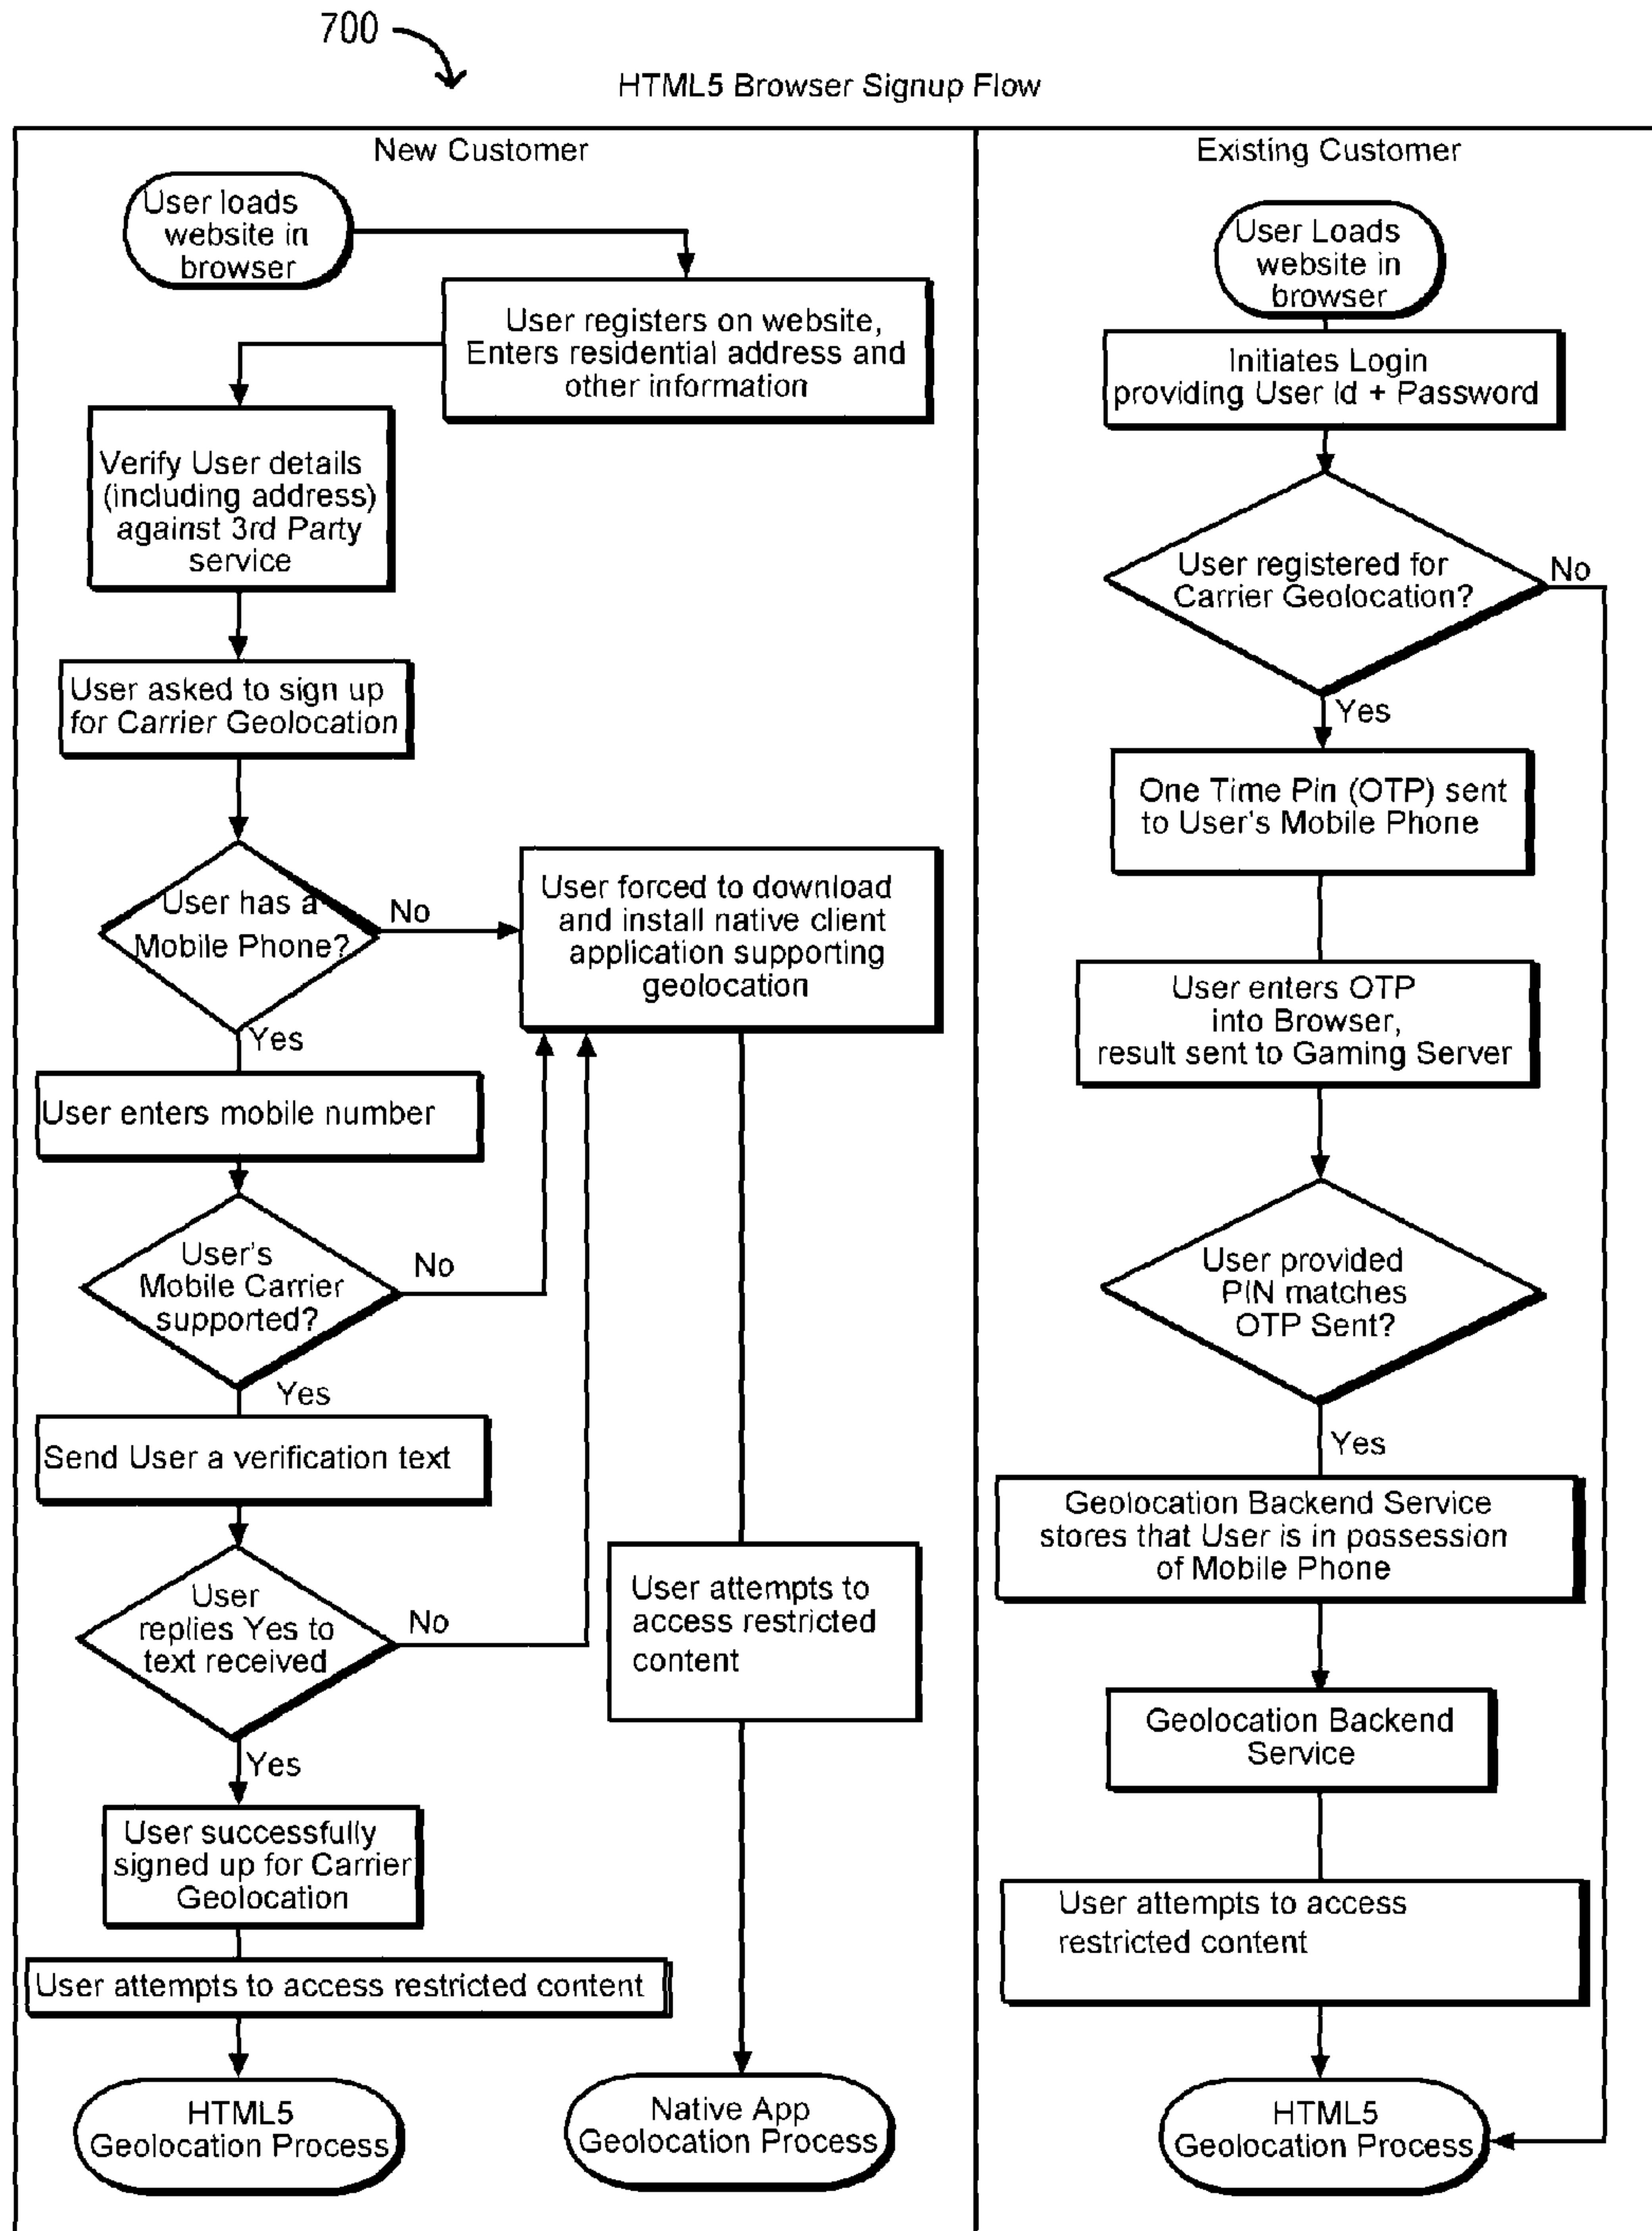 700
HTML5 Browser Signup Flow
New Customer
User loads
website in
browser
User registers on website,
Enters residential address and
other information
Verify User details
(including address)
against 3rd Party
service
User asked to sign up
for Carrier Geolocation
User has a
Mobile Phone?
No
Yes
User forced to download
and install native client
application supporting
geolocation
User enters mobile number
User's
Mobile Carrier
supported?
No
Yes
Send User a verification text
User
replies Yes to
text received
No
Yes
User attempts to
access restricted
content
User successfully
signed up for Carrier
Geolocation
User attempts to access restricted content
HTML5
Geolocation Process
Native App
Geolocation Process
Existing Customer
User Loads
website in
browser
Initiates Login
providing User Id + Password
User registered for
Carrier Geolocation?
No
Yes
One Time Pin (OTP) sent
to User's Mobile Phone
User enters OTP
into Browser,
result sent to Gaming Server
User provided
PIN matches
OTP Sent?
Yes
Geolocation Backend Service
stores that User is in possession
of Mobile Phone
Geolocation Backend
Service
User attempts to access
restricted content
HTML5
Geolocation Process